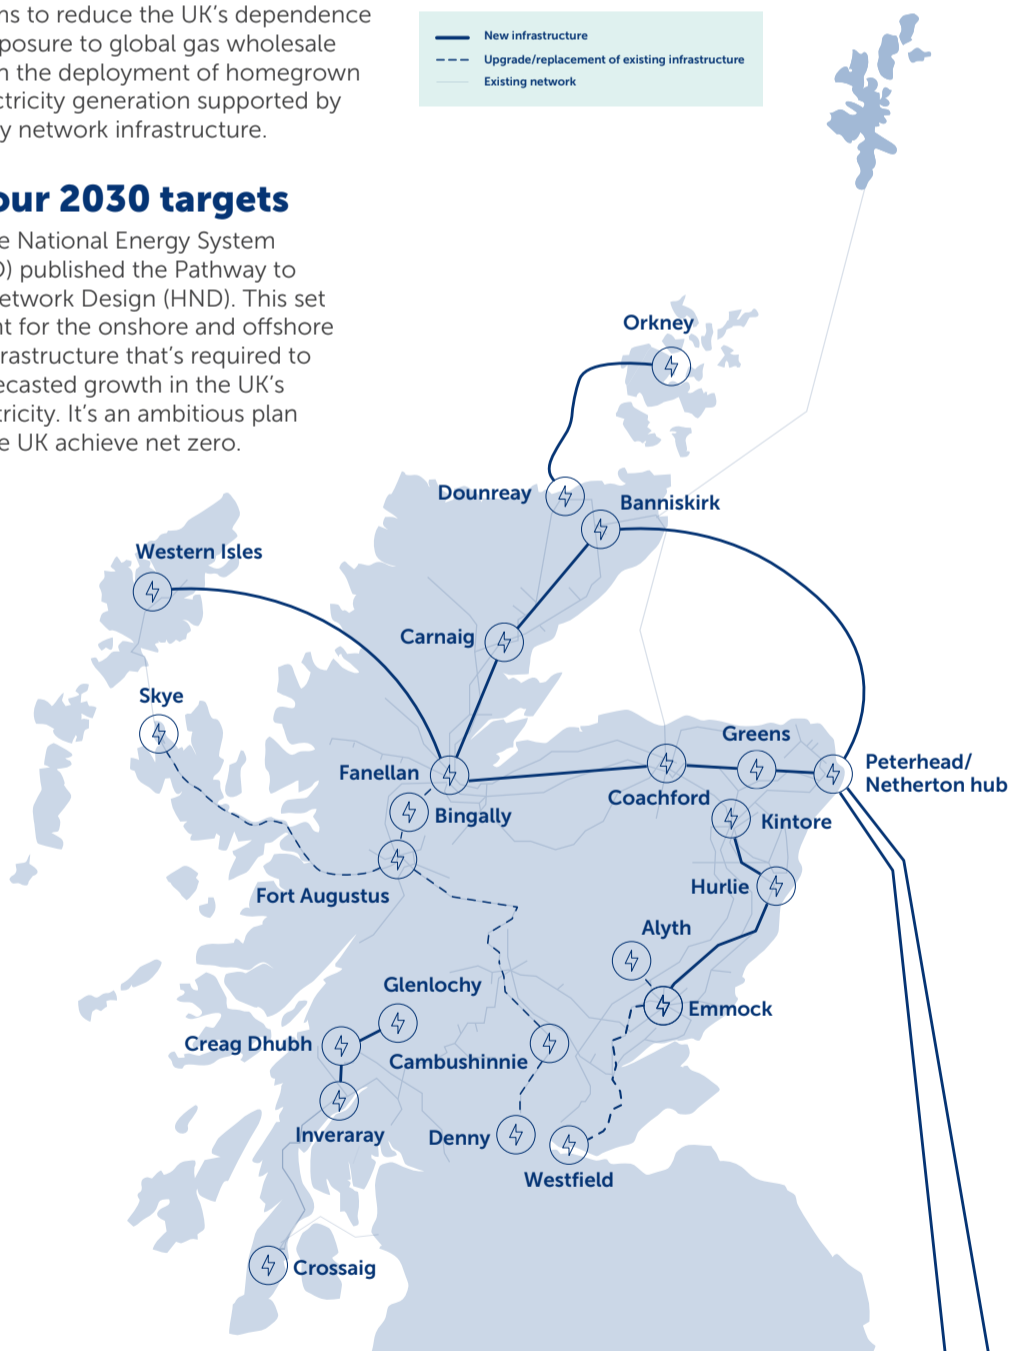 ns to reduce the UK's dependence
posure to global gas wholesale
n the deployment of homegrown
ctricity generation supported by
y network infrastructure.
our 2030 targets
e National Energy System
O) published the Pathway to
etwork Design (HND). This set
nt for the onshore and offshore
rastructure that's required to
ecasted growth in the UK's
tricity. It's an ambitious plan
e UK achieve net zero.
New infrastructure
Upgrade/replacement of existing infrastructure
Existing network
Orkney
Dounreay
Banniskirk
Western Isles
Carnaig
Skye
Greens
Fanellan
Peterhead/
Netherton hub
Coachford
Bingally
Kintore
Hurlie
Fort Augustus
Alyth
Glenlochy
Emmock
Creag Dhubh
Cambushinnie
Inveraray
Denny
Westfield
Crossaig